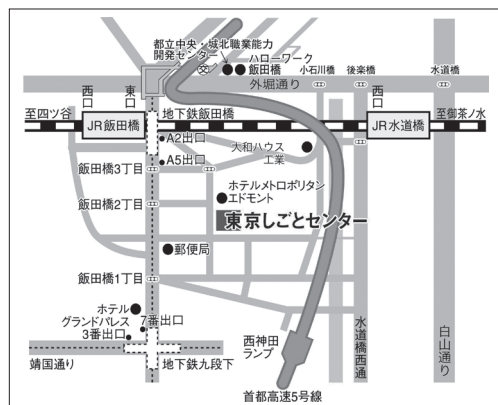 都立中央・城北職業能力
開発センター
ハローワーク
飯田橋
小石川橋
後楽橋
水道橋
外堀通り
西口
東口
西口
至四ツ谷
JR飯田橋
地下鉄飯田橋
JR水道橋
至御茶ノ水
A2出口
大和ハウス
工業
A5出口
飯田橋3丁目
ホテルメトロポリタン
エドモント
飯田橋2丁目
東京しごとセンター
郵便局
飯田橋1丁目
ホテル
グランドパレス
7番出口
3番出口
西神田
ランプ
水道橋西通り
白山通り
靖国通り
地下鉄九段下
首都高速5号線